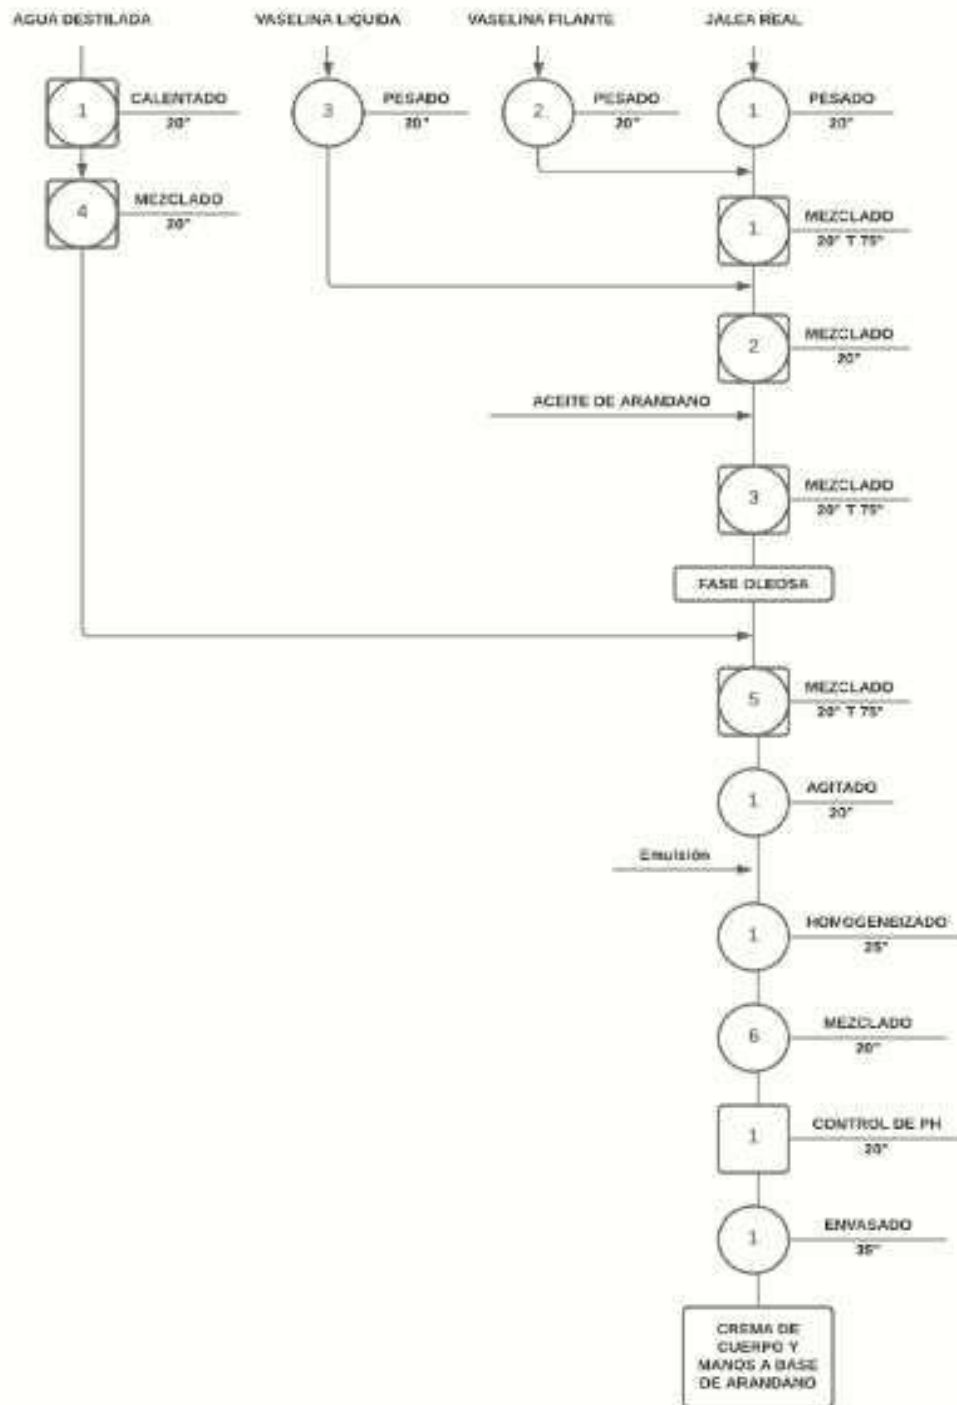 AGUA DESTILADA
VASELINA LIQUIDA
VASELINA FILANTE
JALEA REAL
1
CALENTADO
20"
3
PESADO
20"
2
PESADO
20"
1
PESADO
20"
4
MEZCLADO
20"
1
MEZCLADO
20" T 75°
2
MEZCLADO
20"
ACEITE DE ARANDANO
3
MEZCLADO
20" T 75°
FASE OLEOSA
5
MEZCLADO
20" T 75°
1
AGITADO
20"
Emulsión
1
HOMOGENEIZADO
25"
6
MEZCLADO
20"
1
CONTROL DE PH
20"
1
ENVASADO
35"
CREMA DE
CUERPO Y
MANOS A BASE
DE ARANDANO